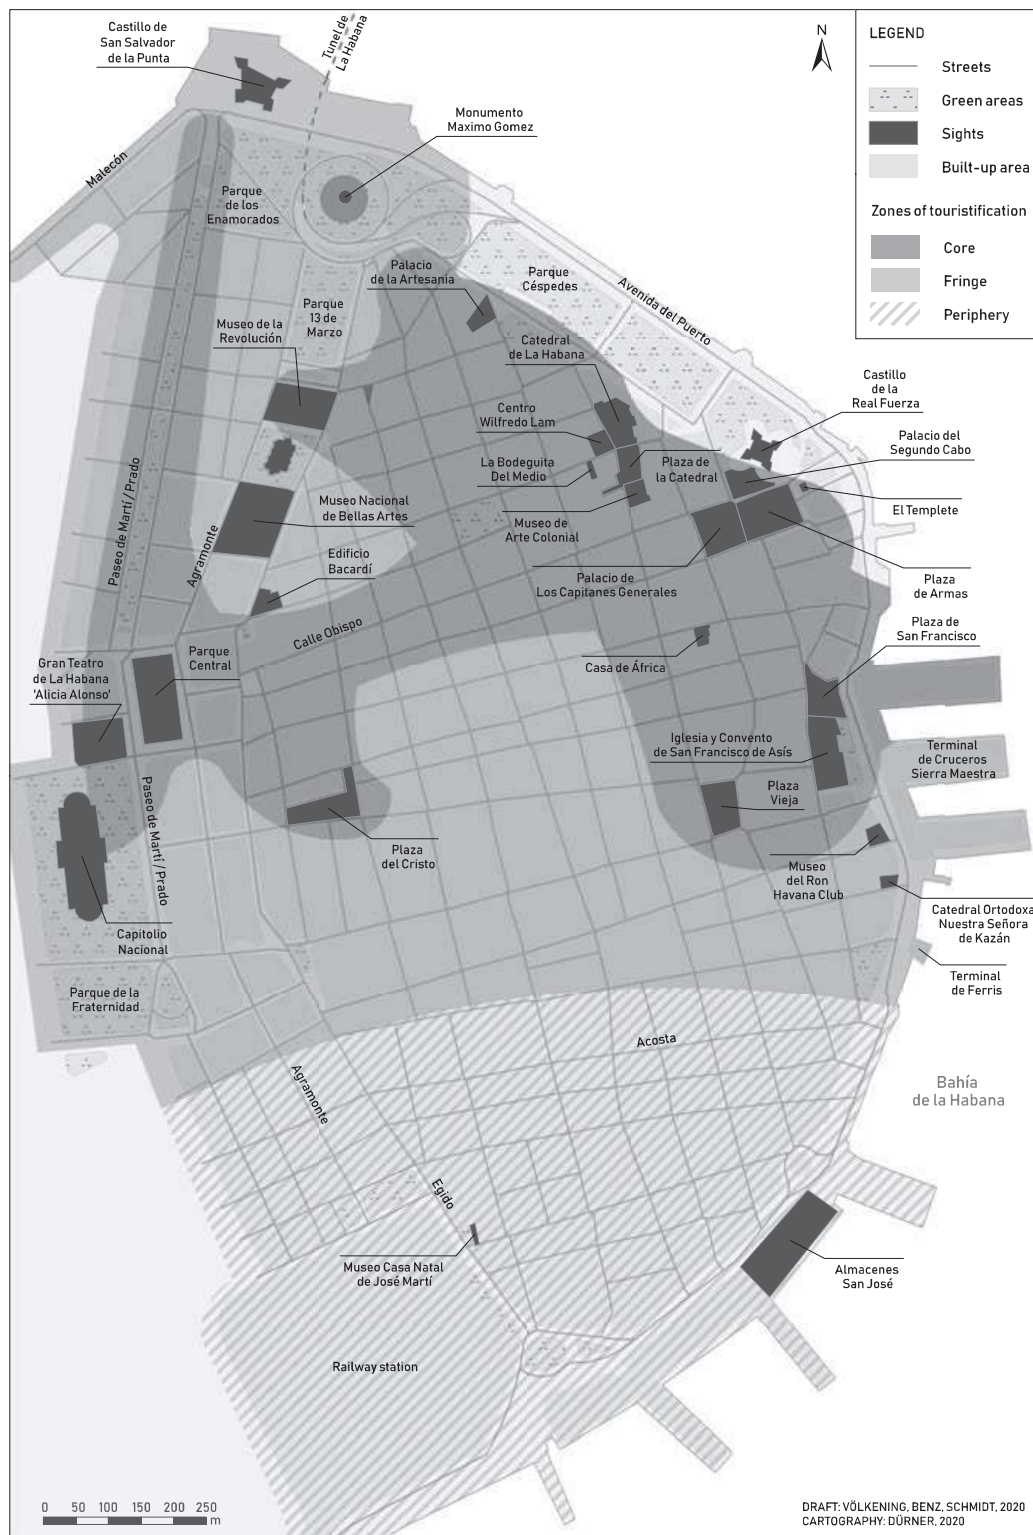 Castillo de
San Salvador
de la Punta
Tunel de
La Habana
N
LEGEND
Streets
Green areas
Sights
Built-up area
Zones of touristification
Core
Fringe
Periphery
Monumento
Maximo Gomez
Malecón
Parque
de los
Enamorados
Palacio
de la Artesania
Parque
Céspedes
Avenida del Puerto
Parque
13 de
Marzo
Museo de la
Revolución
Catedral
de La Habana
Castillo
de la
Real Fuerza
Centro
Wilfredo Lam
Palacio del
Segundo Cabo
La Bodeguita
Del Medio
Plaza de
la Catedral
Paseo de Martí / Prado
Museo Nacional
de Bellas Artes
El Templete
Museo de
Arte Colonial
Agramonte
Edificio
Bacardí
Palacio de
Los Capitanes Generales
Plaza
de Armas
Calle Obispo
Plaza de
San Francisco
Parque
Central
Gran Teatro
de La Habana
'Alicia Alonso'
Casa de África
Iglesia y Convento
de San Francisco de Asís
Terminal
de Cruceros
Sierra Maestra
Paseo de Martí / Prado
Plaza
Vieja
Plaza
del Cristo
Museo
del Ron
Havana Club
Capitolio
Nacional
Catedral Ortodoxa
Nuestra Señora
de Kazán
Terminal
de Ferris
Parque de la
Fraternidad
Acosta
Agramonte
Bahía
de la Habana
Egido
Museo Casa Natal
de José Martí
Almacenes
San José
Railway station
0 50 100 150 200 250
m
DRAFT: VÖLKENING, BENZ, SCHMIDT, 2020
CARTOGRAPHY: DÜRNER, 2020